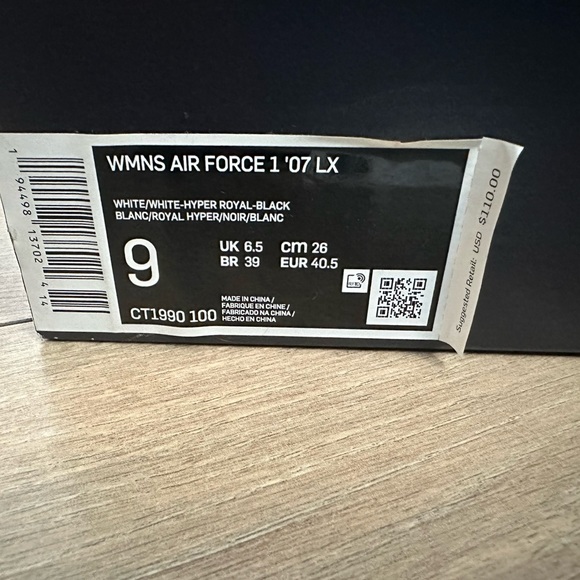 WMNS AIR FORCE 1 '07 LX
WHITE/WHITE-HYPER ROYAL-BLACK
BLANC/ROYAL HYPER/NOIR/BLANC
9
UK 6.5 cm 26
BR 39 EUR 40.5
CT1990 100
MADE IN CHINA /
FABRIQUE EN CHINE /
FABRICADO NA CHINA /
HECHO EN CHINA
1 94498 13702 4 14
Suggested Retail: USD $110.00